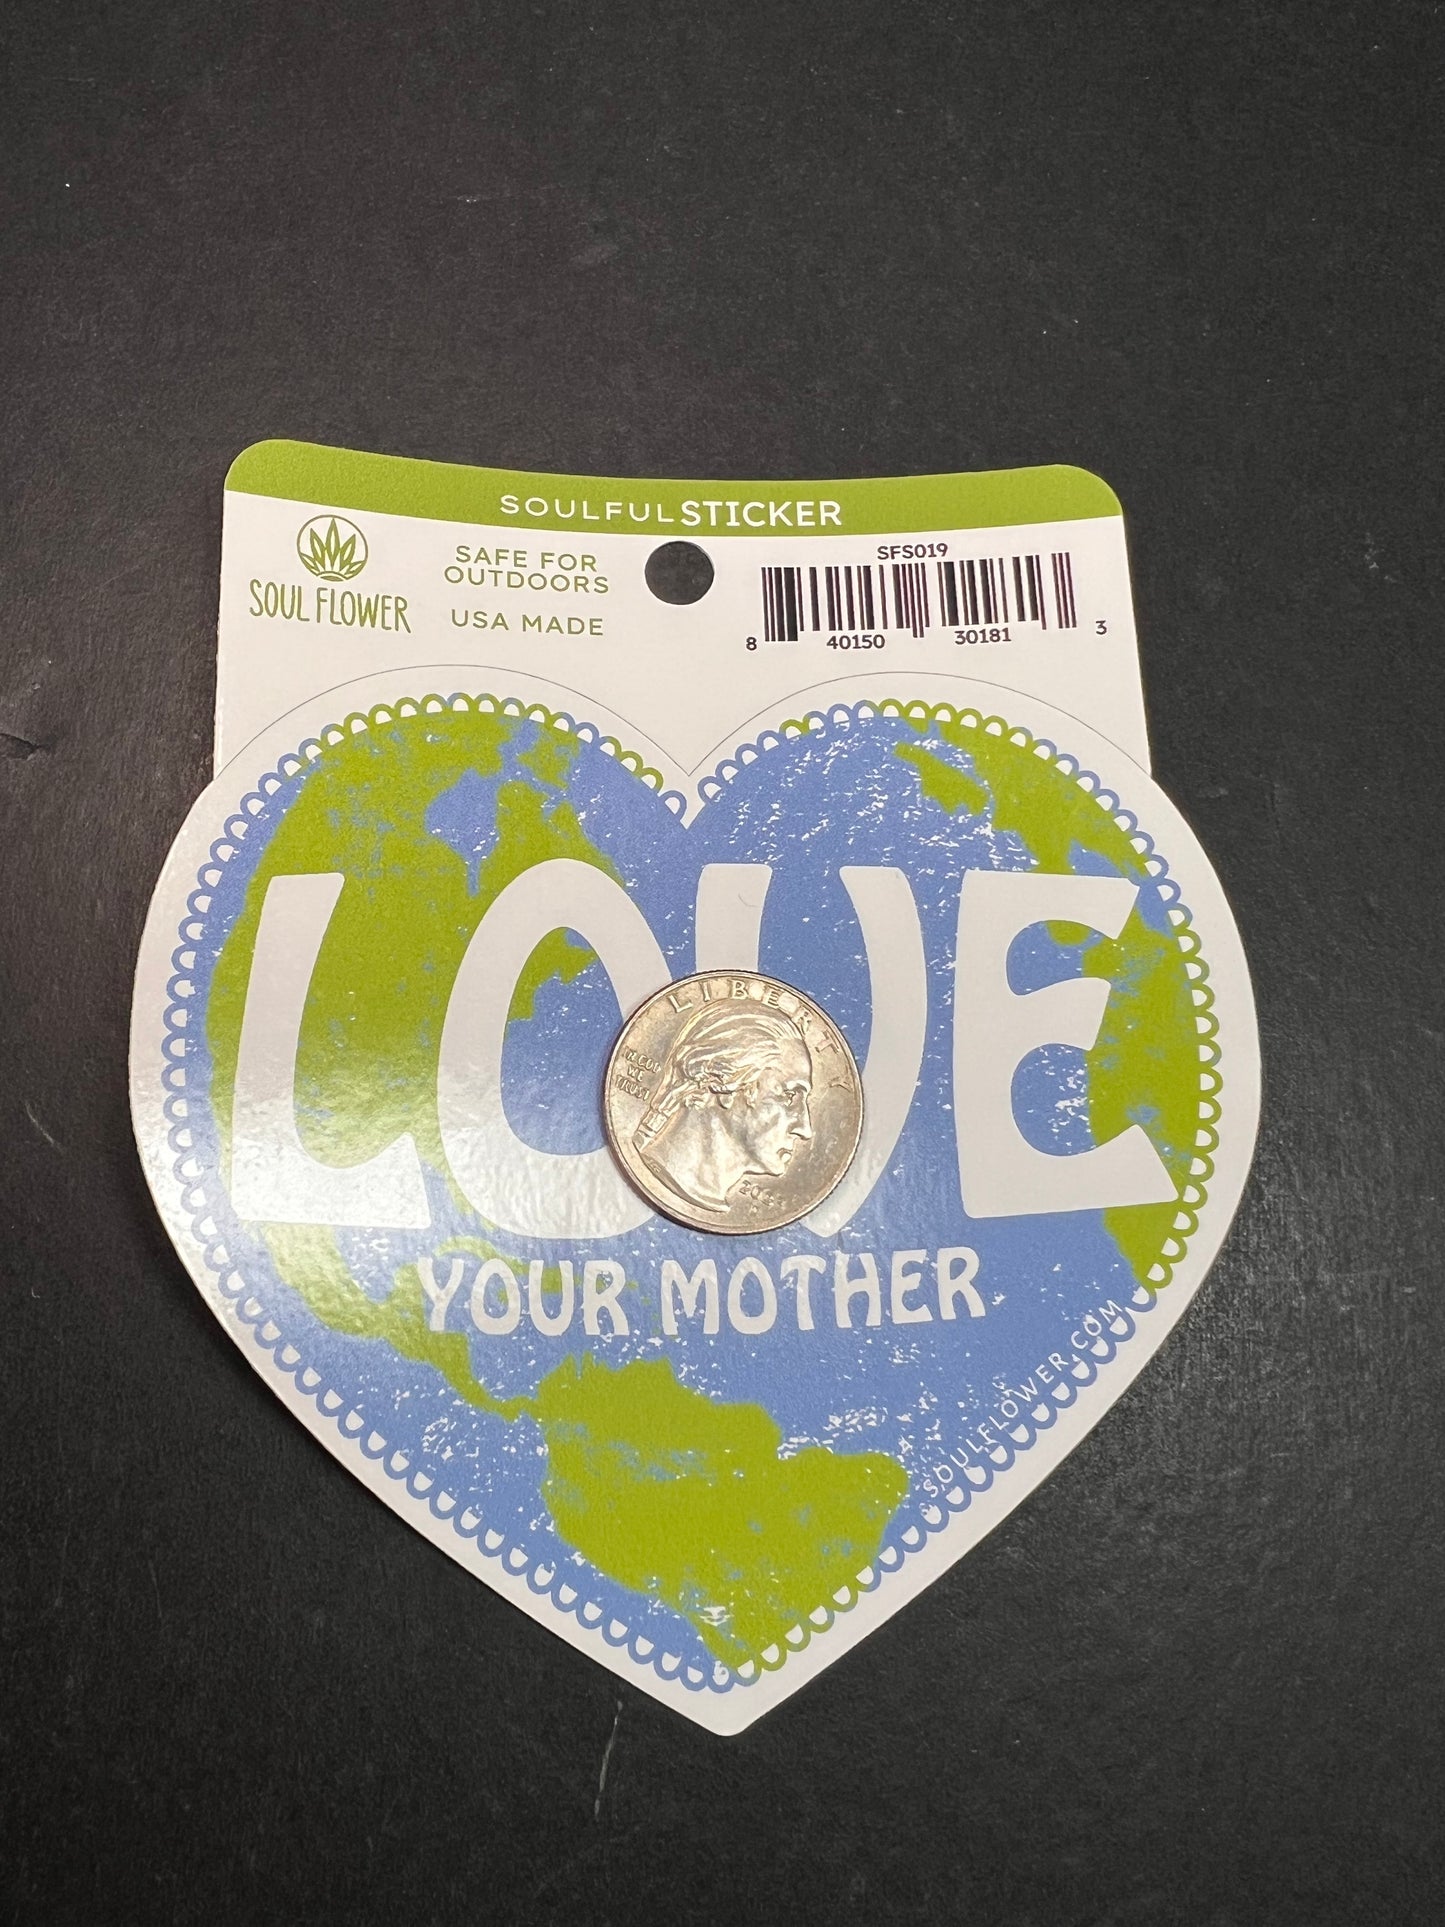 SOULFUL STICKER
SOUL FLOWER
SAFE FOR
OUTDOORS
USA MADE
SFS019
8 40150 30181 3
LOVE
LIBERTY
IN GOD
WE
TRUST
YOUR MOTHER
SOULFLOWER.COM